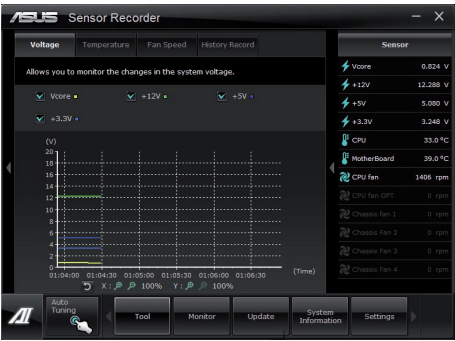 ASUS Sensor Recorder
Voltage Temperature Fan Speed History Record
Allows you to monitor the changes in the system voltage.
Vcore +12V +5V
+3.3V
(V)
20
18
16
14
12
10
8
6
4
2
0
01:04:00 01:04:30 01:05:00 01:05:30 01:06:00 01:06:30 (Time)
X : 100% Y : 100%
Sensor
Vcore 0.824 V
+12V 12.288 V
+5V 5.080 V
+3.3V 3.248 V
CPU 33.0 ºC
MotherBoard 39.0 ºC
CPU fan 1406 rpm
CPU fan OPT 0 rpm
Chassis Fan 1 0 rpm
Chassis Fan 2 0 rpm
Chassis Fan 3 0 rpm
Chassis Fan 4 0 rpm
Auto
Tuning
Tool Monitor Update System
Information Settings